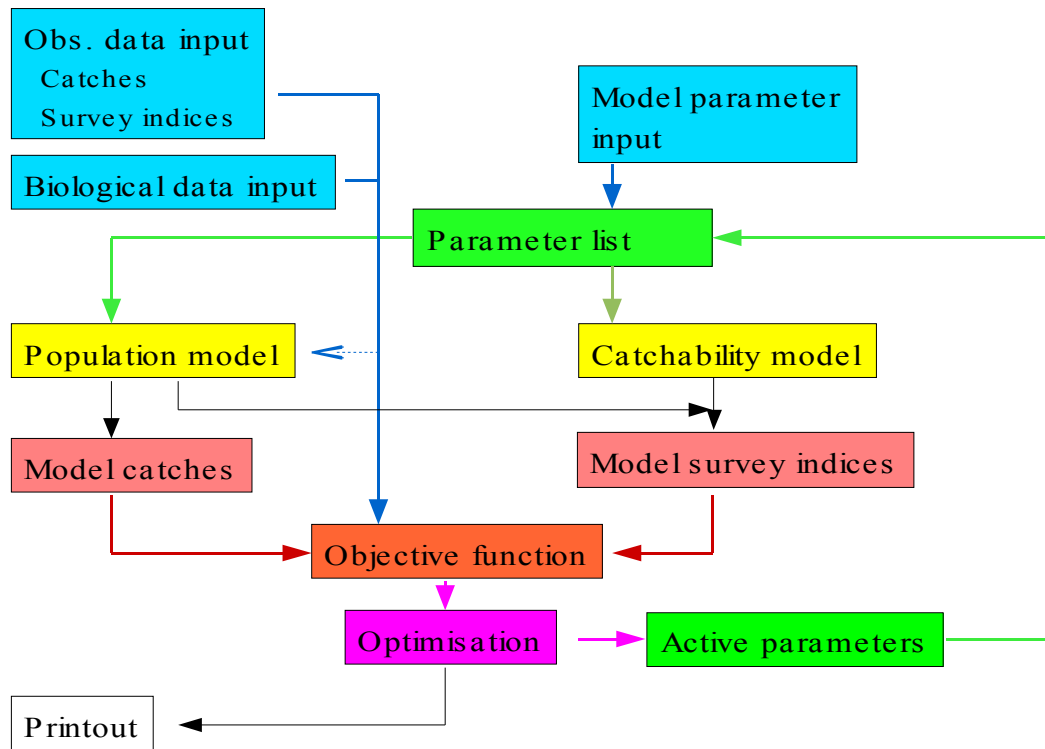 Obs. data input
Catches
Survey indices
Model parameter
input
Biological data input
Parameter list
Population model
Catchability model
Model catches
Model survey indices
Objective function
Optimisation
Active parameters
Printout